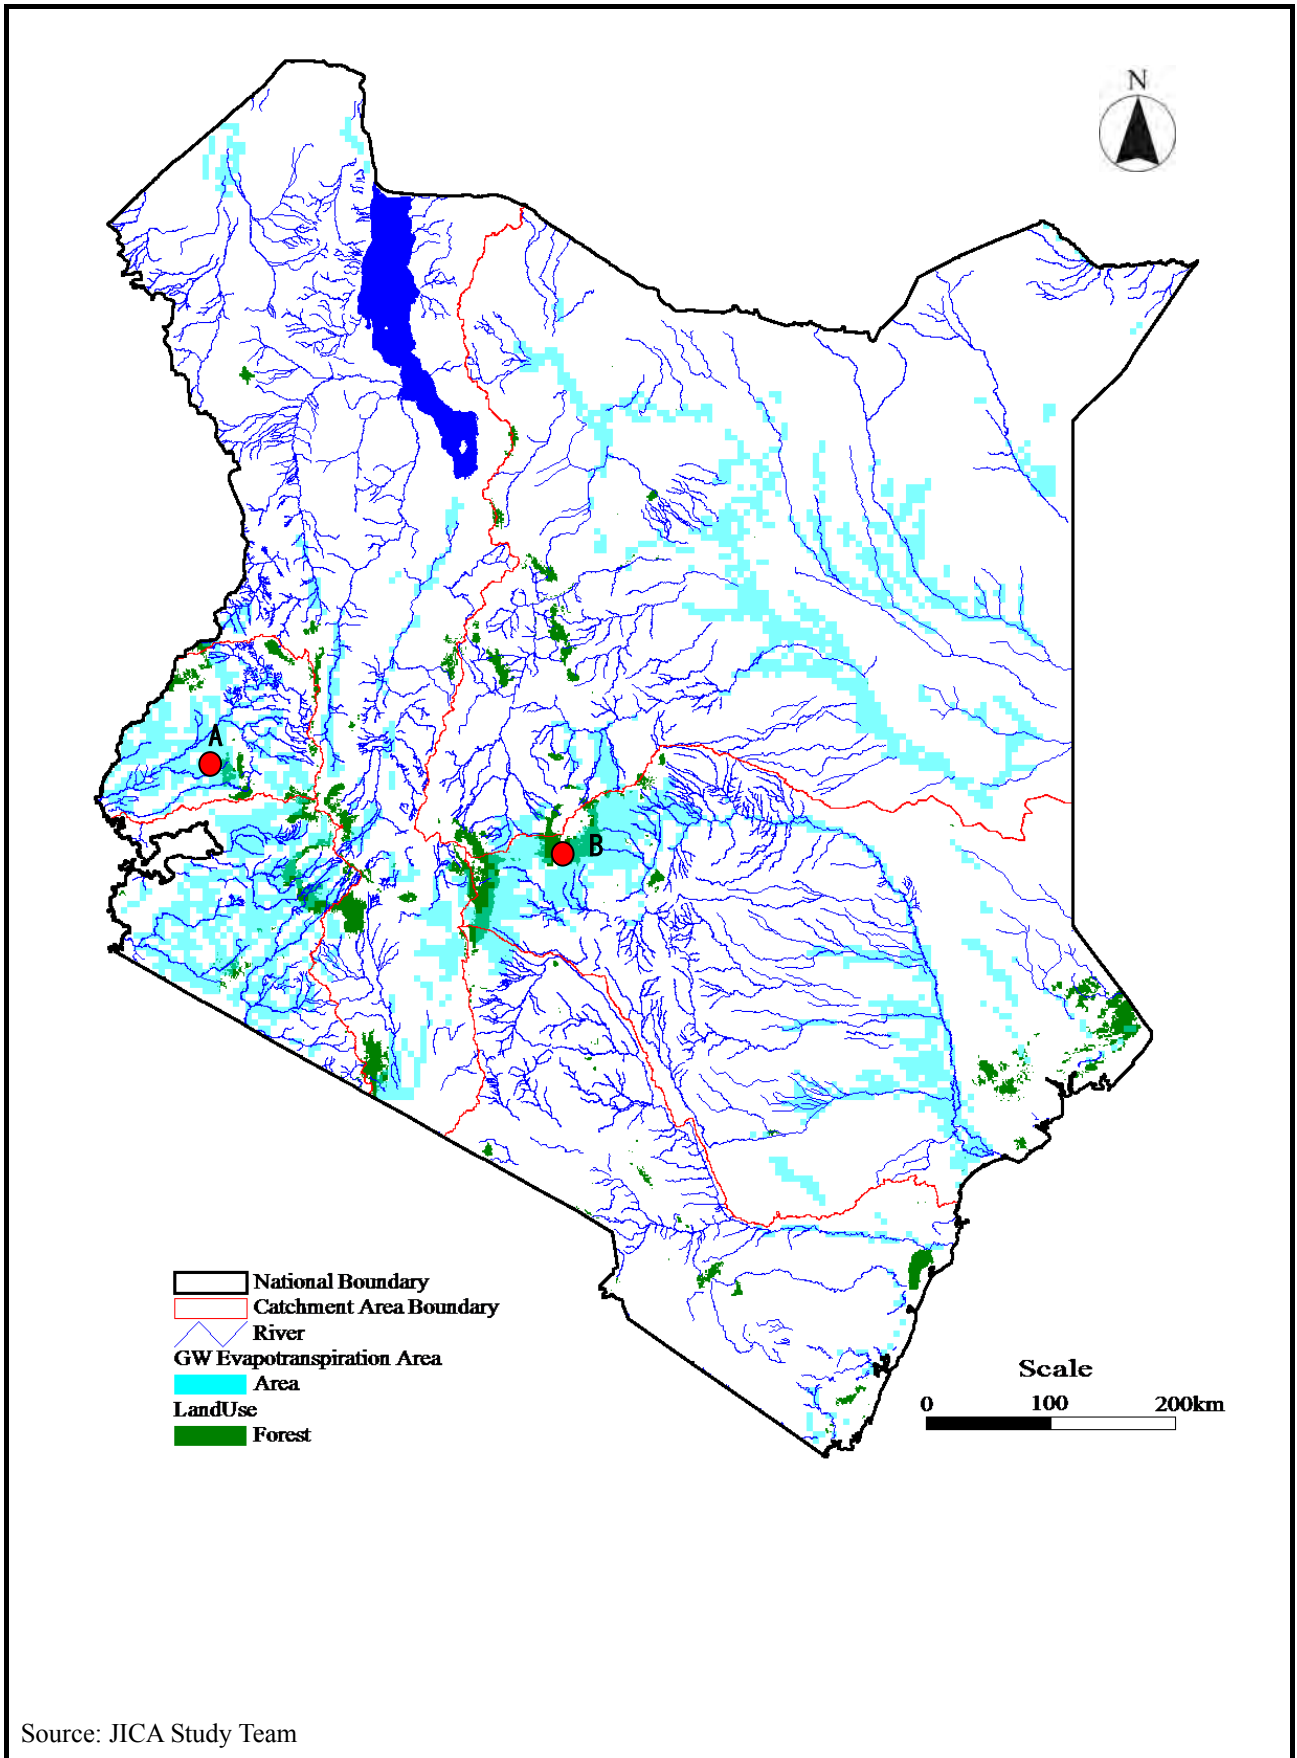 N
A
B
National Boundary
Catchment Area Boundary
River
GW Evapotranspiration Area
Area
LandUse
Forest
Scale
0 100 200km
Source: JICA Study Team